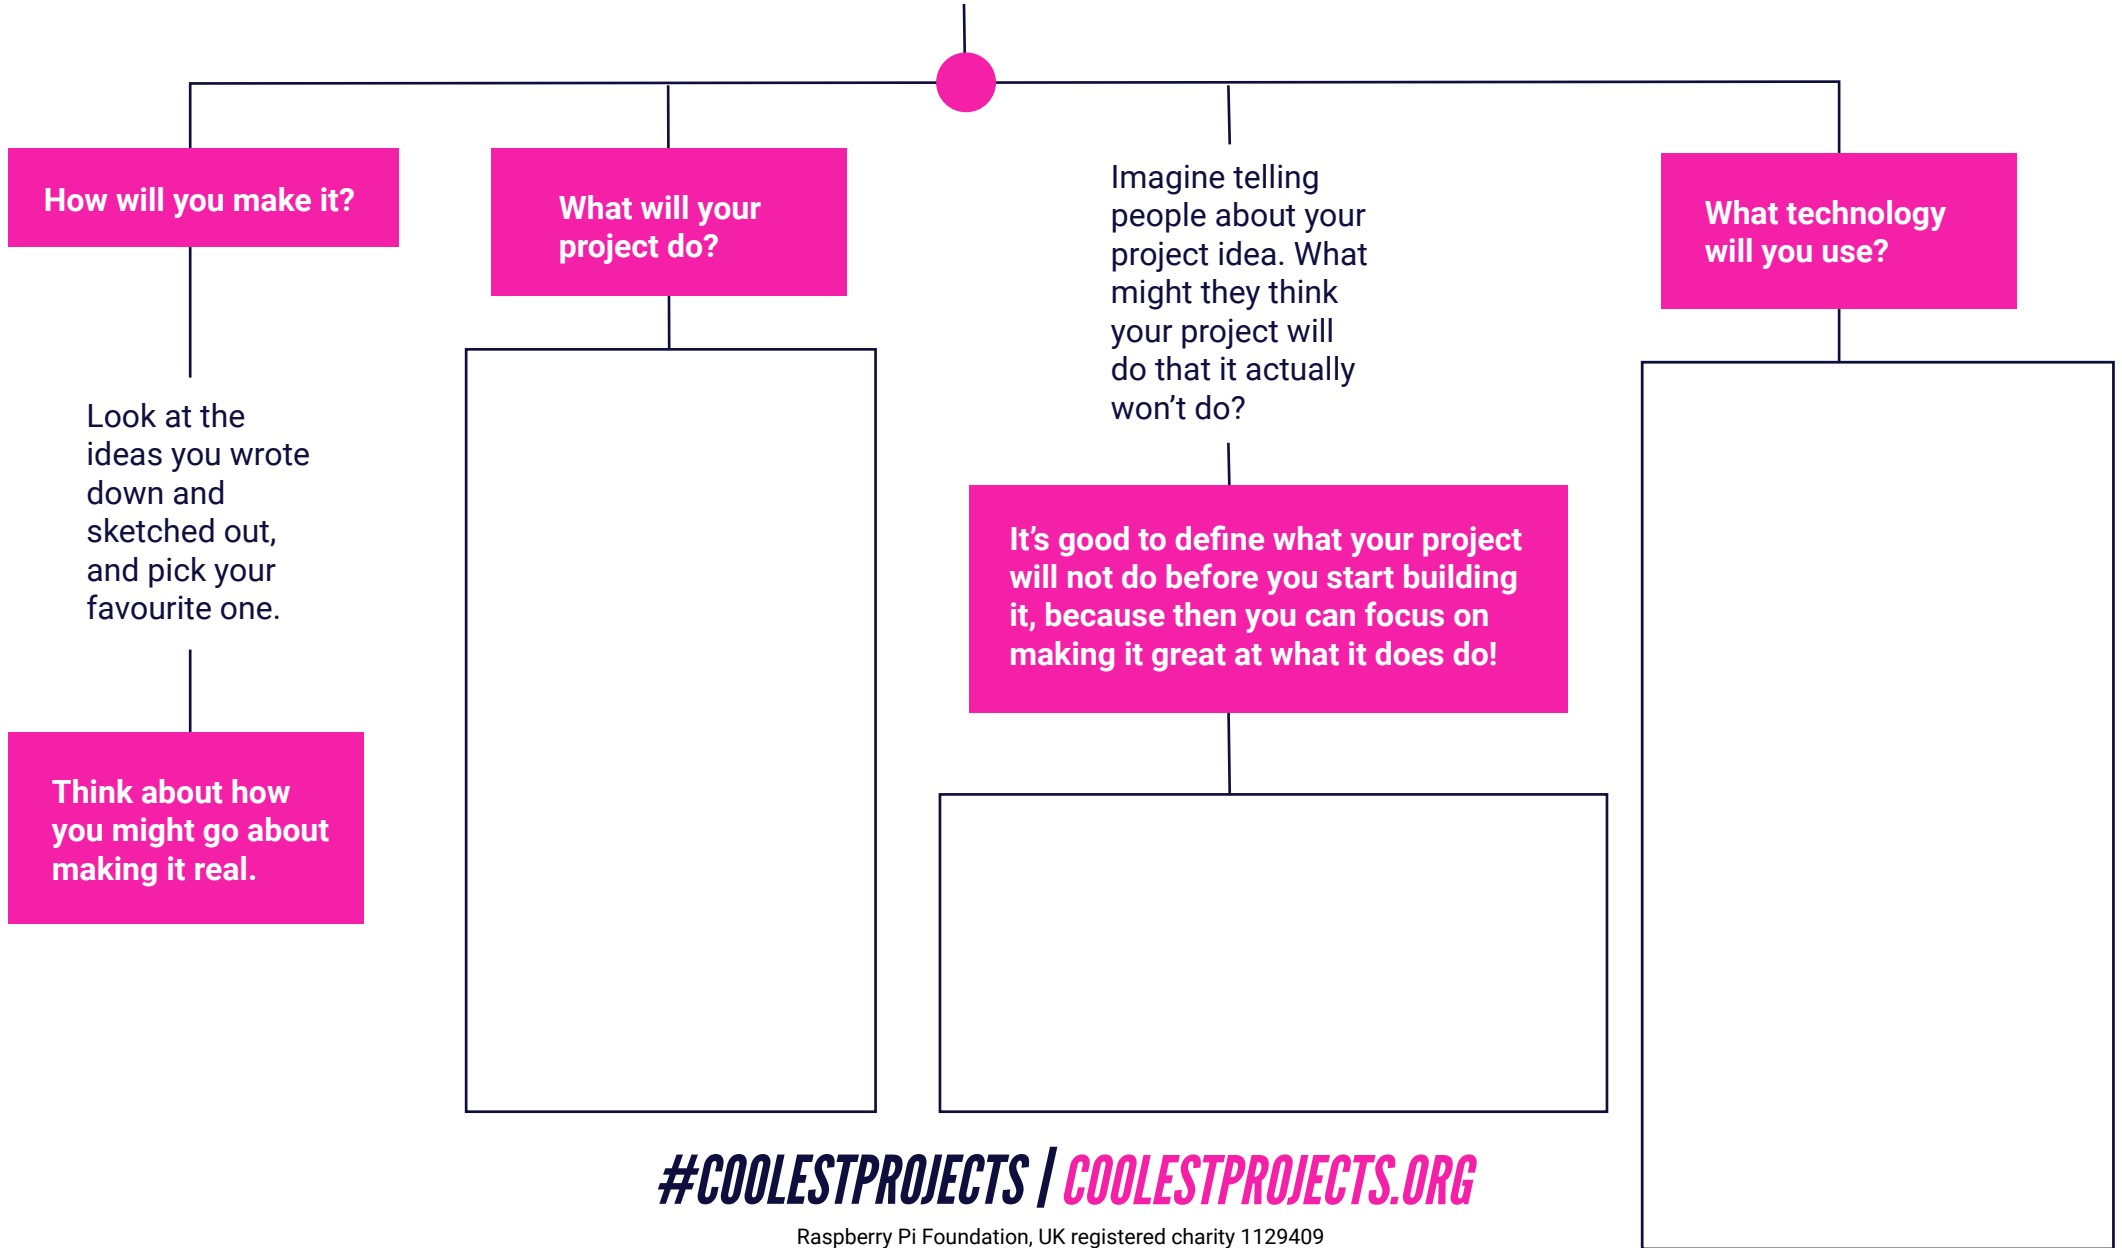 How will you make it?
Look at the
ideas you wrote
down and
sketched out,
and pick your
favourite one.
Think about how
you might go about
making it real.
What will your
project do?
Imagine telling
people about your
project idea. What
might they think
your project will
do that it actually
won’t do?
It’s good to define what your project
will not do before you start building
it, because then you can focus on
making it great at what it does do!
What technology
will you use?
#COOLESTPROJECTS | COOLESTPROJECTS.ORG
Raspberry Pi Foundation, UK registered charity 1129409